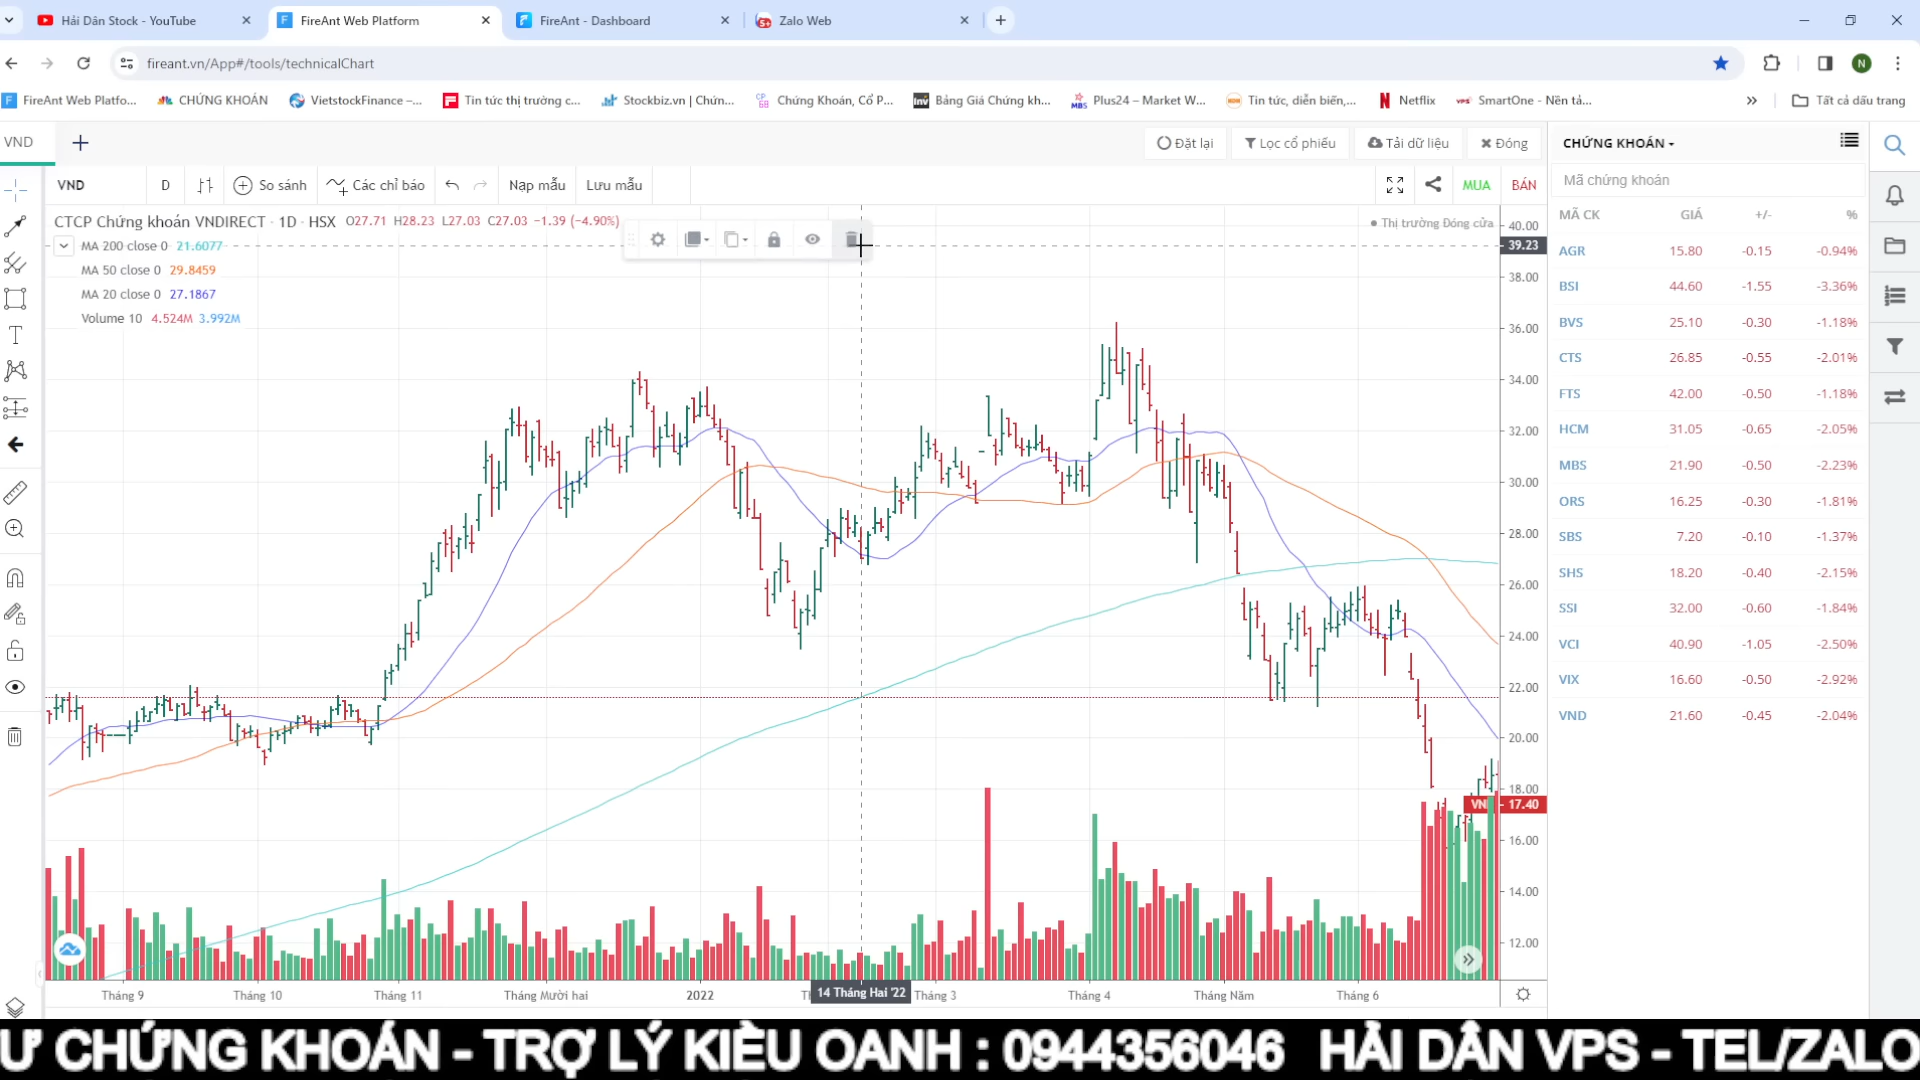 Hải Dân Stock - YouTube
FireAnt Web Platform
FireAnt - Dashboard
Zalo Web
fireant.vn/App#/tools/technicalChart
N
FireAnt Web Platfo...
CHỨNG KHOÁN
VietstockFinance –...
Tin tức thị trường c...
Stockbiz.vn | Chứn...
Chứng Khoán, Cổ P...
Bảng Giá Chứng kh...
Plus24 – Market W...
Tin tức, diễn biến,...
Netflix
SmartOne - Nền tả...
Tất cả dấu trang
VND
Đặt lại
Lọc cổ phiếu
Tải dữ liệu
Đóng
VND
D
So sánh
Các chỉ báo
Nạp mẫu
Lưu mẫu
MUA
BÁN
CTCP Chứng khoán VNDIRECT · 1D · HSX O27.71 H28.23 L27.03 C27.03 −1.39 (−4.90%)
Thị trường Đóng cửa
MA 200 close 0 21.6077
MA 50 close 0 29.8459
MA 20 close 0 27.1867
Volume 10 4.524M 3.992M
40.00
39.23
38.00
36.00
34.00
32.00
30.00
28.00
26.00
24.00
22.00
20.00
18.00
17.40
16.00
14.00
12.00
Tháng 9
Tháng 10
Tháng 11
Tháng Mười hai
2022
14 Tháng Hai '22
Tháng 3
Tháng 4
Tháng Năm
Tháng 6
CHỨNG KHOÁN
Mã chứng khoán
MÃ CK GIÁ +/- %
AGR 15.80 -0.15 -0.94%
BSI 44.60 -1.55 -3.36%
BVS 25.10 -0.30 -1.18%
CTS 26.85 -0.55 -2.01%
FTS 42.00 -0.50 -1.18%
HCM 31.05 -0.65 -2.05%
MBS 21.90 -0.50 -2.23%
ORS 16.25 -0.30 -1.81%
SBS 7.20 -0.10 -1.37%
SHS 18.20 -0.40 -2.15%
SSI 32.00 -0.60 -1.84%
VCI 40.90 -1.05 -2.50%
VIX 16.60 -0.50 -2.92%
VND 21.60 -0.45 -2.04%
Ư CHỨNG KHOÁN - TRỢ LÝ KIỀU OANH : 0944356046 HẢI DÂN VPS - TEL/ZALO